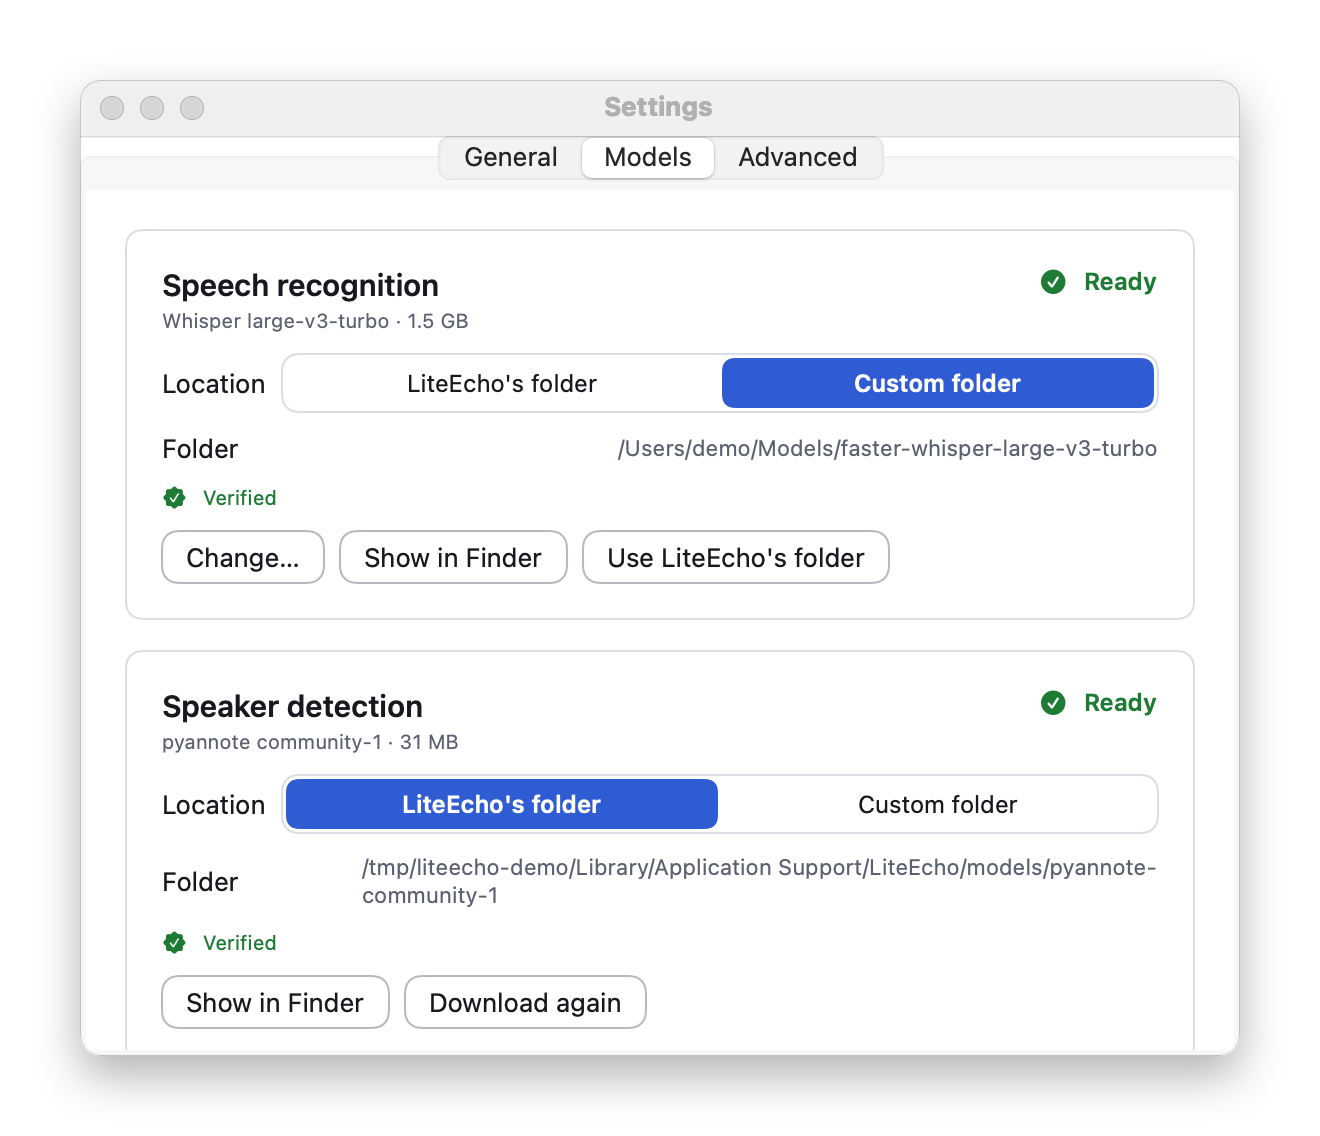 Settings
General Models Advanced
Speech recognition
Ready
Whisper large-v3-turbo · 1.5 GB
Location LiteEcho's folder Custom folder
Folder /Users/demo/Models/faster-whisper-large-v3-turbo
Verified
Change... Show in Finder Use LiteEcho's folder
Speaker detection
Ready
pyannote community-1 · 31 MB
Location LiteEcho's folder Custom folder
Folder /tmp/liteecho-demo/Library/Application Support/LiteEcho/models/pyannote-
community-1
Verified
Show in Finder Download again